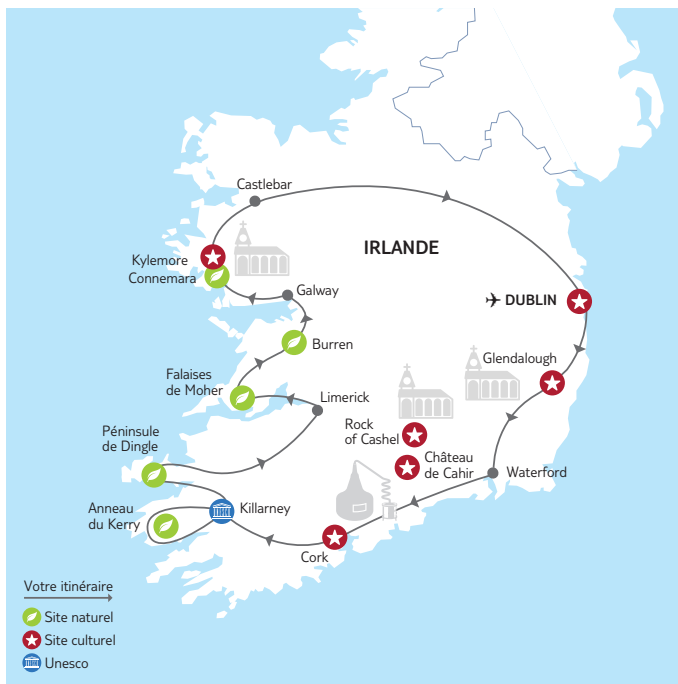 Castlebar
IRLANDE
Kylemore
Connemara
Galway
DUBLIN
Burren
Glendalough
Falaises
de Moher
Limerick
Rock
of Cashel
Péninsule
de Dingle
Château
de Cahir
Waterford
Anneau
du Kerry
Killarney
Cork
Votre itinéraire
Site naturel
Site culturel
Unesco